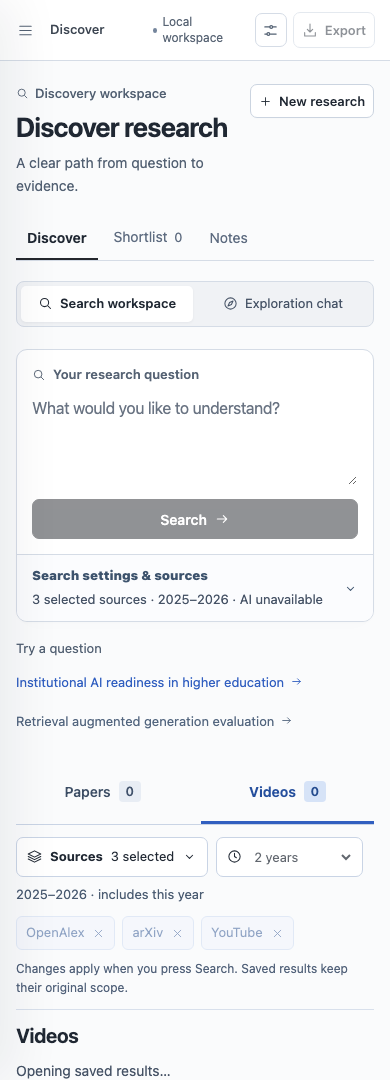 Discover
Local
workspace
Export
Discovery workspace
New research
Discover research
A clear path from question to
evidence.
Discover
Shortlist 0
Notes
Search workspace
Exploration chat
Your research question
What would you like to understand?
Search →
Search settings & sources
3 selected sources · 2025–2026 · AI unavailable
Try a question
Institutional AI readiness in higher education →
Retrieval augmented generation evaluation →
Papers 0
Videos 0
Sources 3 selected
2 years
2025–2026 · includes this year
OpenAlex ×
arXiv ×
YouTube ×
Changes apply when you press Search. Saved results keep
their original scope.
Videos
Opening saved results...